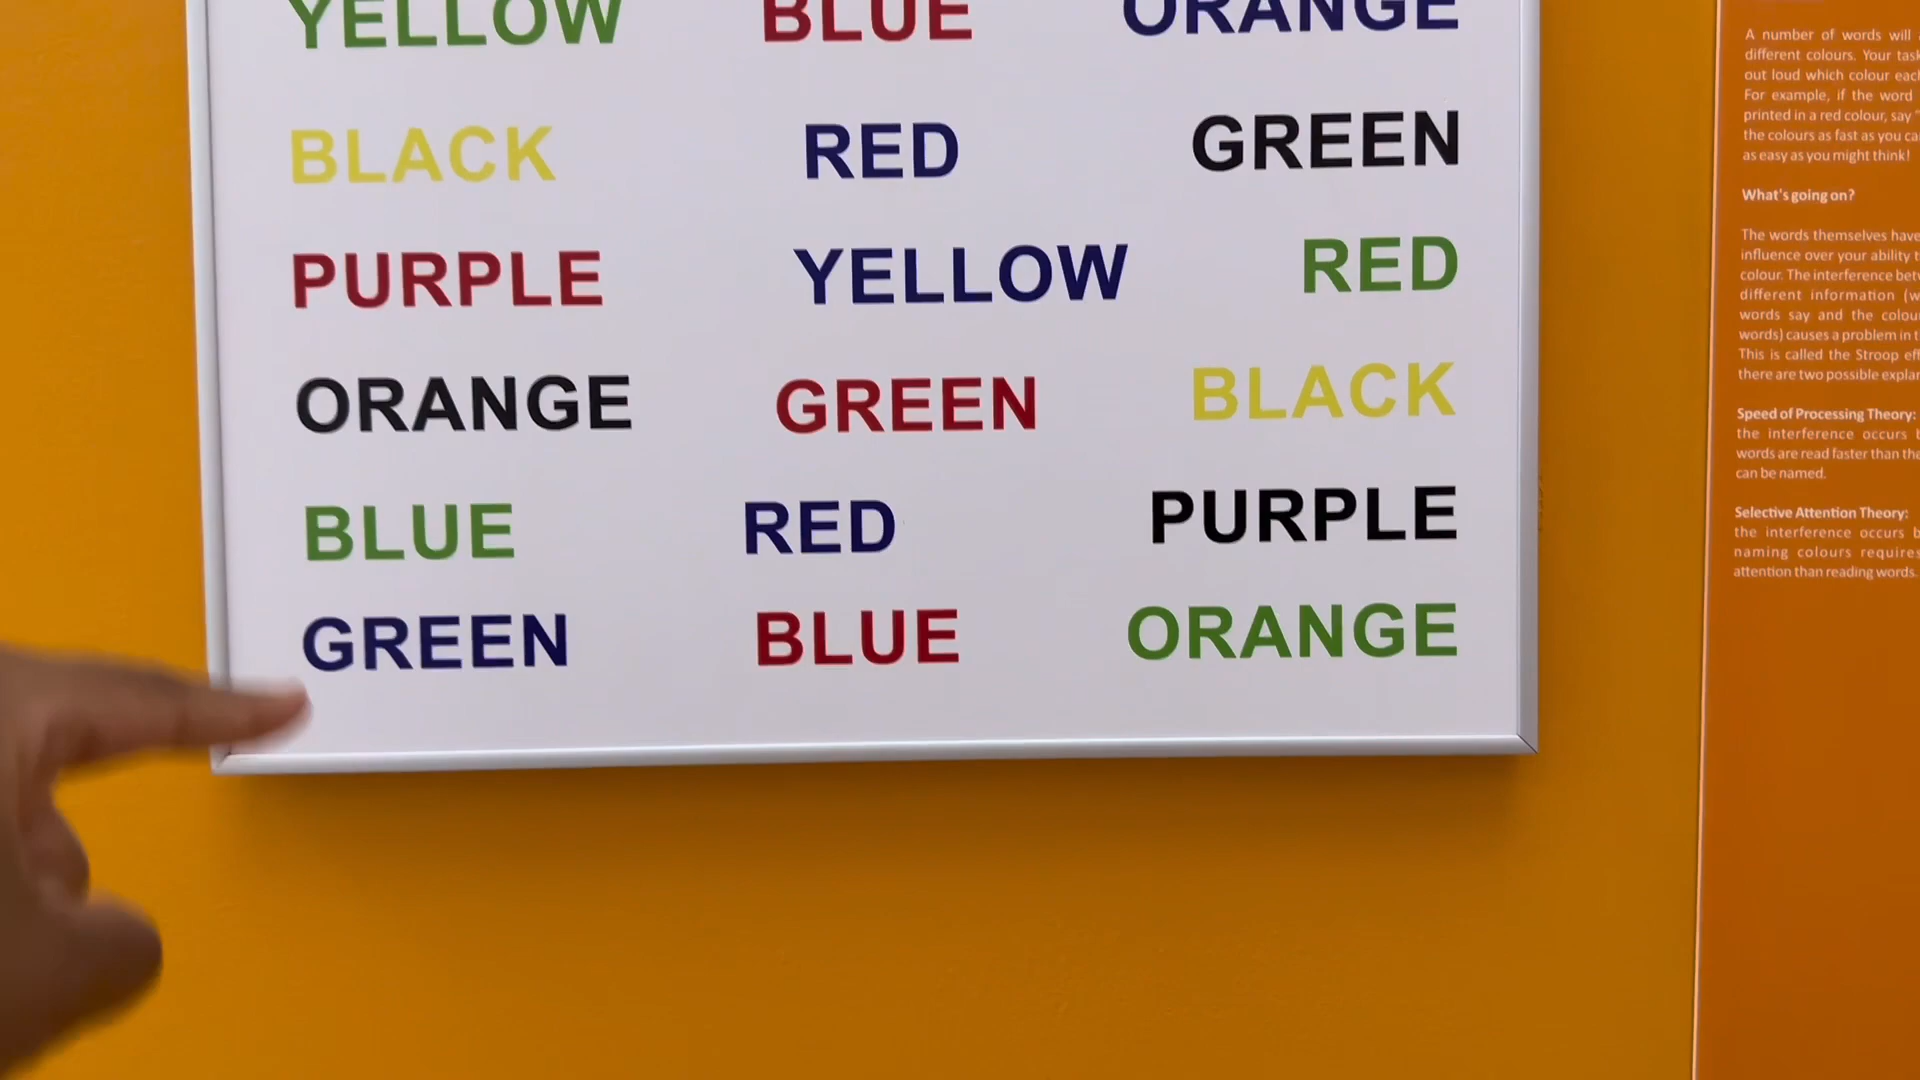 YELLOW BLUE ORANGE
BLACK RED GREEN
PURPLE YELLOW RED
ORANGE GREEN BLACK
BLUE RED PURPLE
GREEN BLUE ORANGE
A number of words will
different colours. Your task
out loud which colour each
For example, if the word
printed in a red colour, say "
the colours as fast as you
as easy as you might think!
What's going on?
The words themselves have
influence over your ability
colour. The interference
different information
words say and the
words) causes a problem in
This is called the Stroop
there are two possible
Speed of Processing Theory:
the interference occurs
words are read faster than the
can be named.
Selective Attention Theory:
the interference occurs
naming colours requires
attention than reading words.